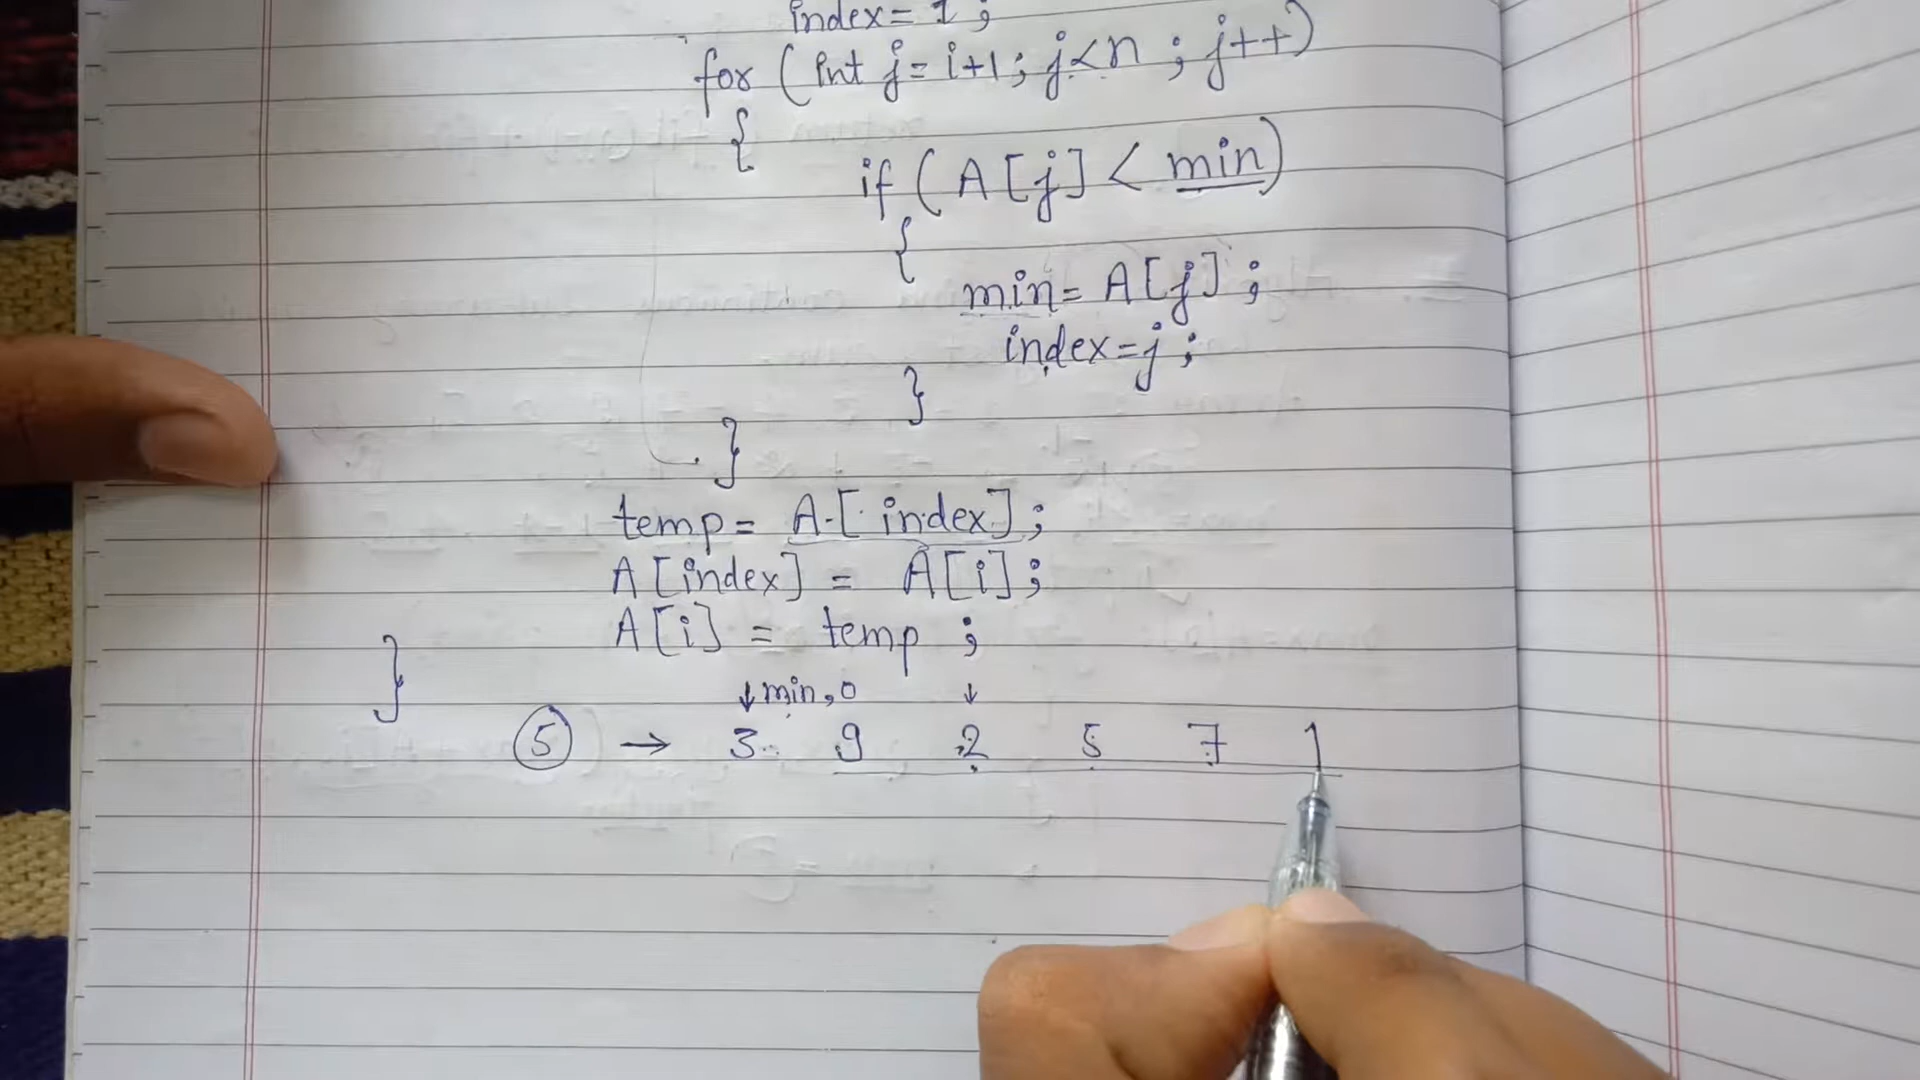 index= 1;
for (int j= i+1; j<n ; j++)
{
if ( A[j] < min)
{
min= A[j] ;
index=j ;
}
}
temp= A[index];
A[index] = A[i];
A[i] = temp ;
}
↓min,0 ↓
5 → 3 9 2 5 7 1